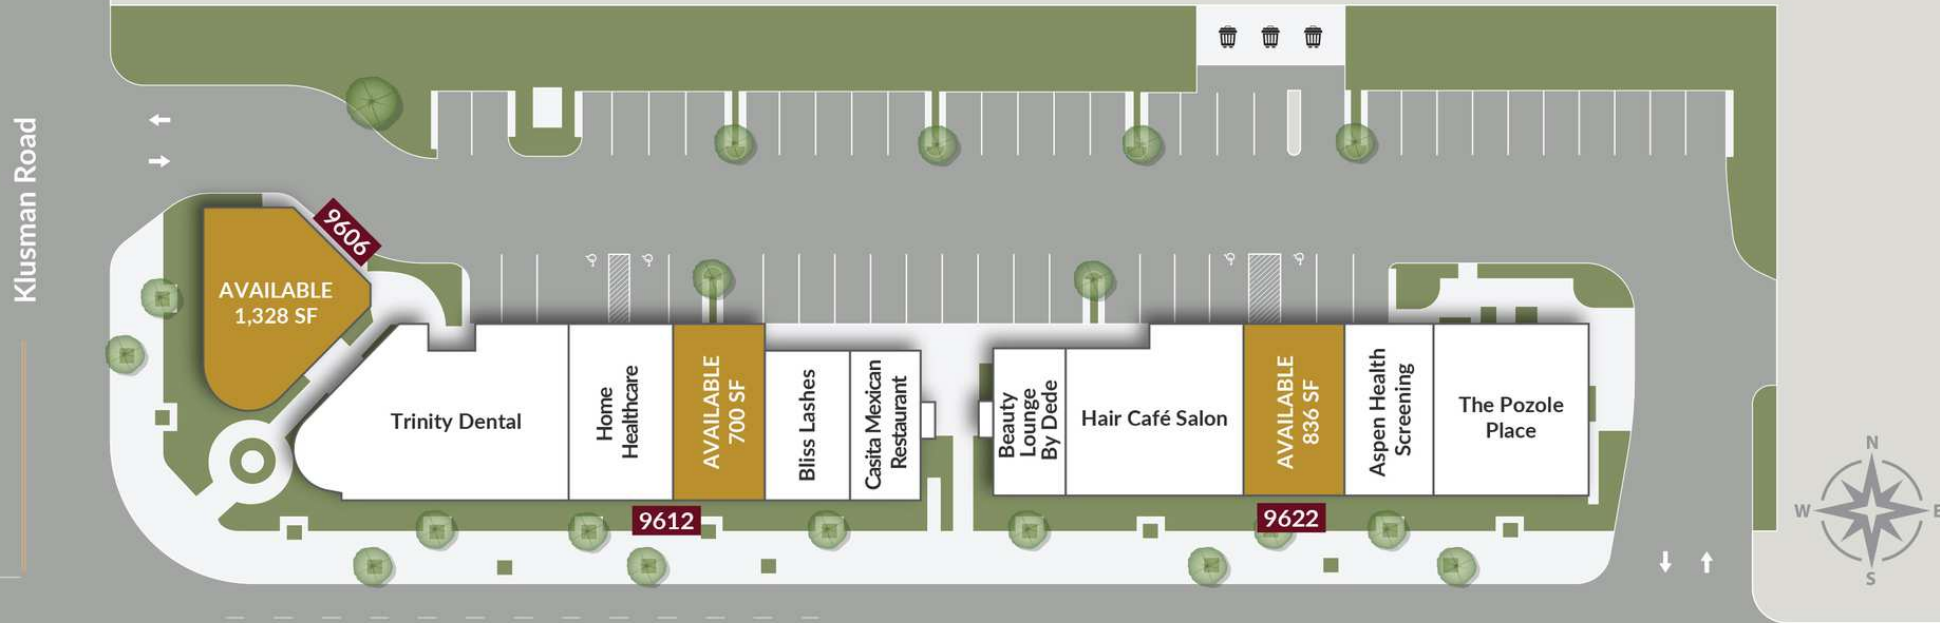 Klusman Road
9606
AVAILABLE
1,328 SF
Trinity Dental
Home
Healthcare
AVAILABLE
700 SF
Bliss Lashes
Casita Mexican
Restaurant
9612
Beauty
Lounge
By Dede
Hair Café Salon
AVAILABLE
836 SF
Aspen Health
Screening
The Pozole
Place
9622
N
W
E
S